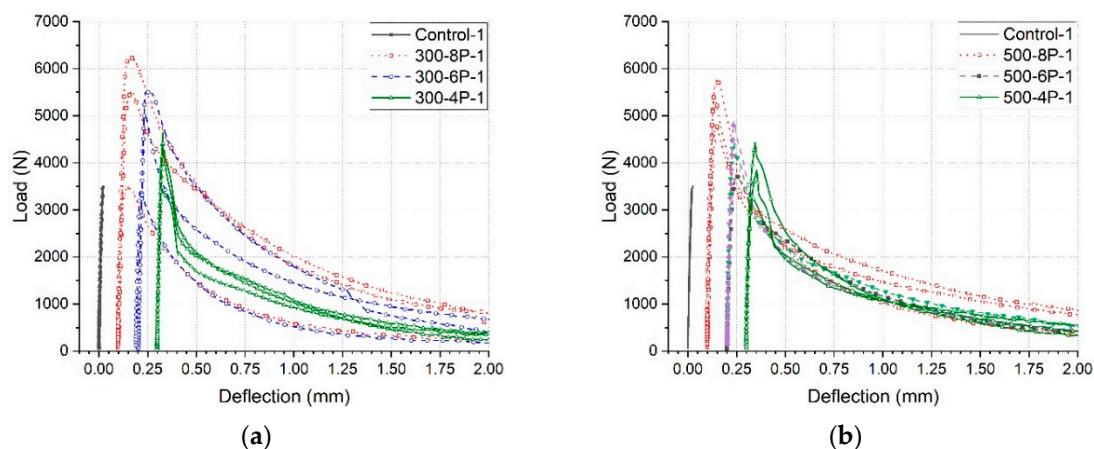 7000
6000
5000
4000
3000
2000
1000
0
Load (N)
0.00 0.25 0.50 0.75 1.00 1.25 1.50 1.75 2.00
Deflection (mm)
Control-1
300-8P-1
300-6P-1
300-4P-1
(a)
7000
6000
5000
4000
3000
2000
1000
0
Load (N)
0.00 0.25 0.50 0.75 1.00 1.25 1.50 1.75 2.00
Deflection (mm)
Control-1
500-8P-1
500-6P-1
500-4P-1
(b)